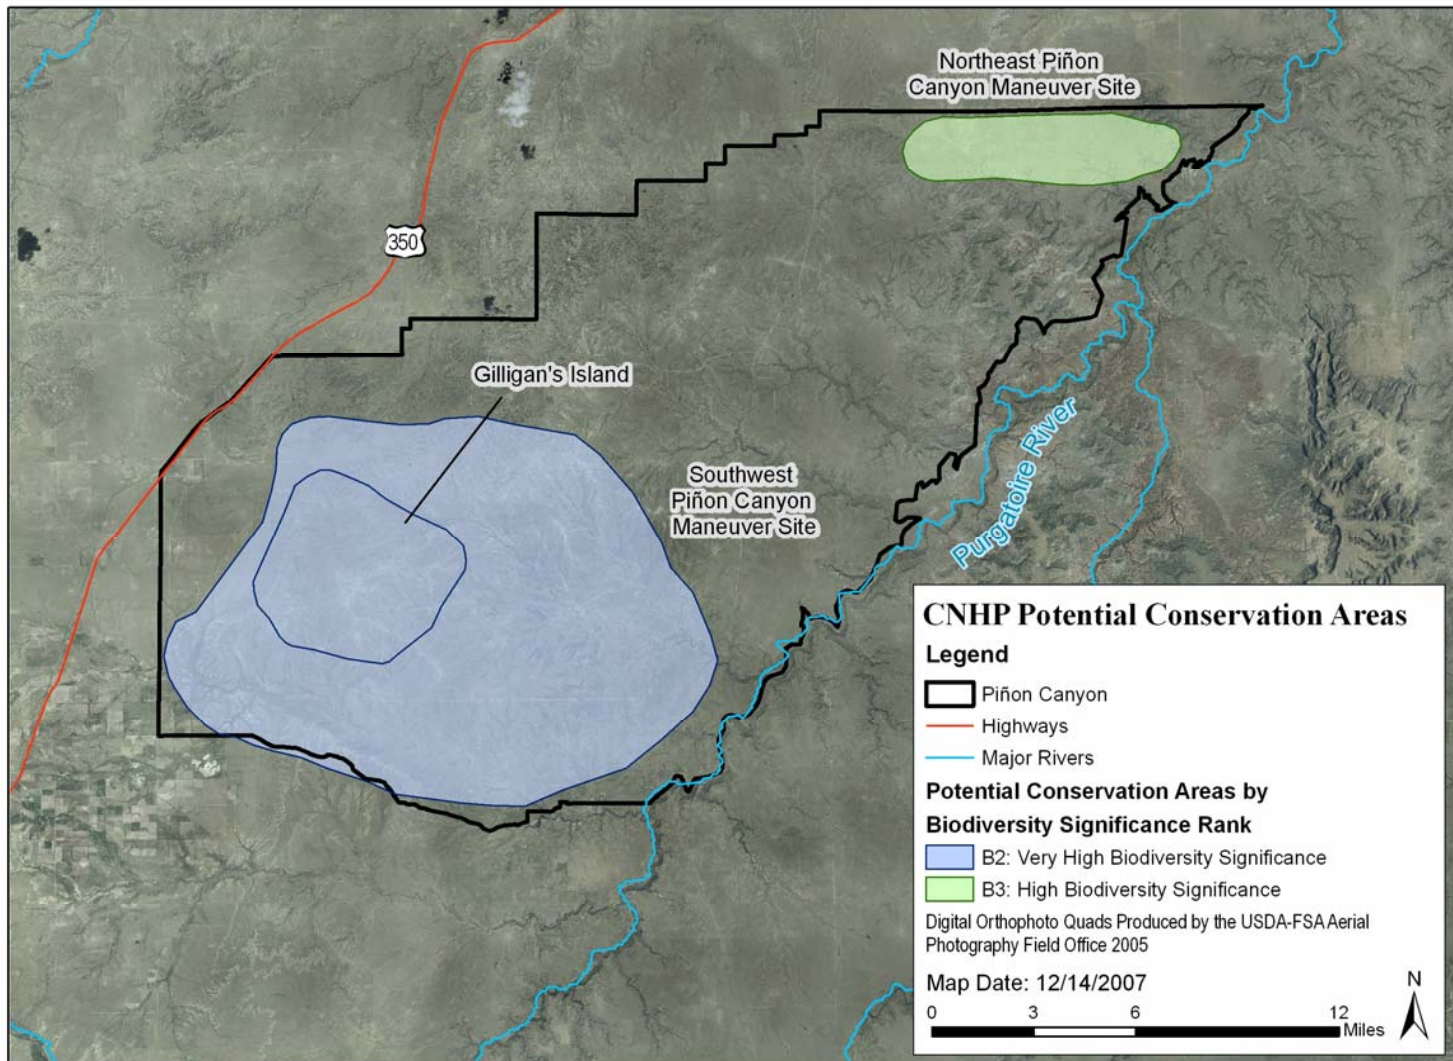 Northeast Piñon
Canyon Maneuver Site
350
Gilligan's Island
Southwest
Piñon Canyon
Maneuver Site
Purgatoire River
CNHP Potential Conservation Areas
Legend
Piñon Canyon
Highways
Major Rivers
Potential Conservation Areas by
Biodiversity Significance Rank
B2: Very High Biodiversity Significance
B3: High Biodiversity Significance
Digital Orthophoto Quads Produced by the USDA-FSA Aerial
Photography Field Office 2005
Map Date: 12/14/2007
N
0 3 6 12
Miles